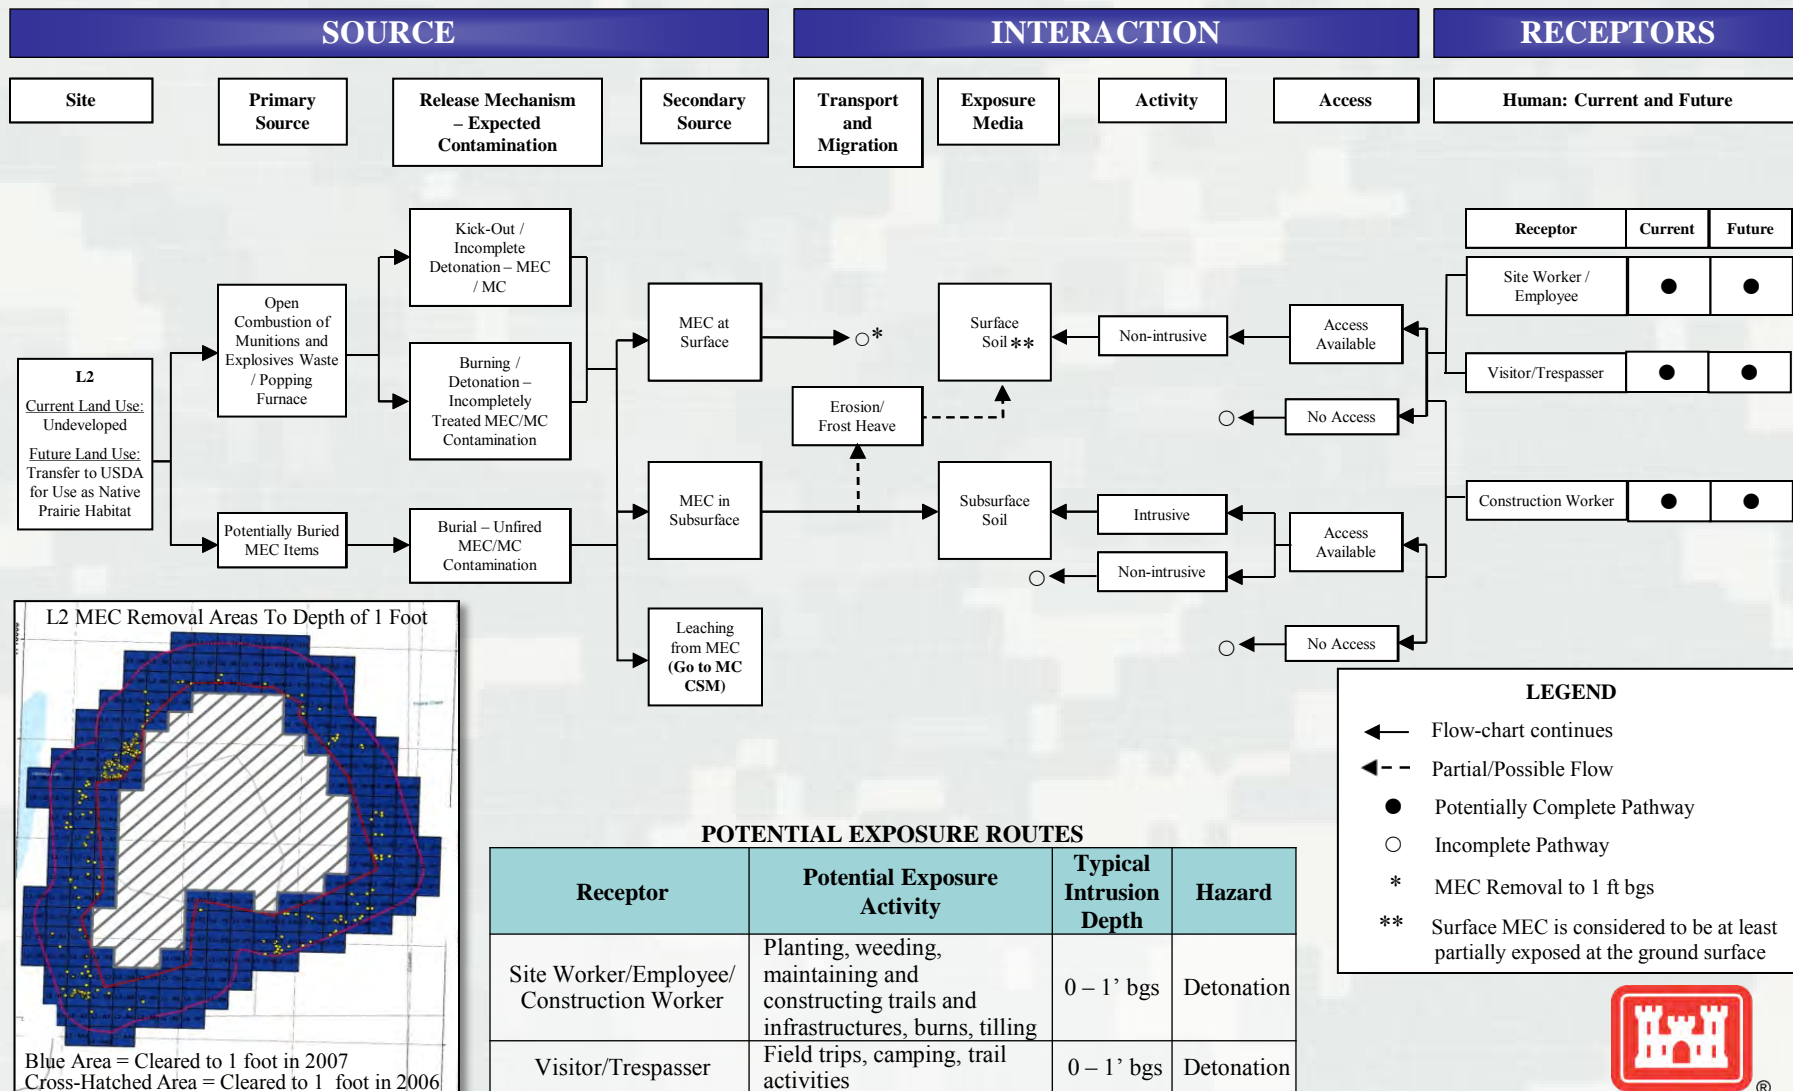 SOURCE
INTERACTION
RECEPTORS
Site
Primary
Source
Release Mechanism
– Expected
Contamination
Secondary
Source
Transport
and
Migration
Exposure
Media
Activity
Access
Human: Current and Future
L2
Current Land Use:
Undeveloped
Future Land Use:
Transfer to USDA
for Use as Native
Prairie Habitat
Open
Combustion of
Munitions and
Explosives Waste
/ Popping
Furnace
Potentially Buried
MEC Items
Kick-Out /
Incomplete
Detonation – MEC
/ MC
Burning /
Detonation –
Incompletely
Treated MEC/MC
Contamination
Burial – Unfired
MEC/MC
Contamination
MEC at
Surface
MEC in
Subsurface
Leaching
from MEC
(Go to MC
CSM)
○*
Erosion/
Frost Heave
Surface
Soil **
Subsurface
Soil
Non-intrusive
Intrusive
Non-intrusive
Access
Available
No Access
Access
Available
No Access
Receptor Current Future
Site Worker /
Employee ● ●
Visitor/Trespasser ● ●
Construction Worker ● ●
L2 MEC Removal Areas To Depth of 1 Foot
Blue Area = Cleared to 1 foot in 2007
Cross-Hatched Area = Cleared to 1 foot in 2006
POTENTIAL EXPOSURE ROUTES
Receptor
Potential Exposure
Activity
Typical
Intrusion
Depth
Hazard
Site Worker/Employee/
Construction Worker
Planting, weeding,
maintaining and
constructing trails and
infrastructures, burns, tilling
0 – 1’ bgs
Detonation
Visitor/Trespasser
Field trips, camping, trail
activities
0 – 1’ bgs
Detonation
LEGEND
Flow-chart continues
Partial/Possible Flow
● Potentially Complete Pathway
○ Incomplete Pathway
* MEC Removal to 1 ft bgs
** Surface MEC is considered to be at least
partially exposed at the ground surface
®